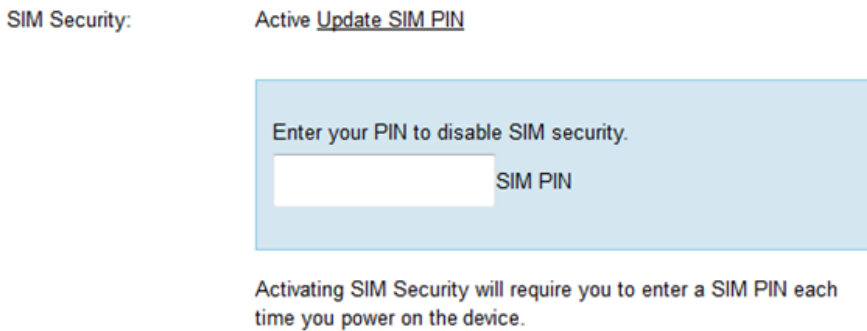 SIM Security: Active Update SIM PIN
Enter your PIN to disable SIM security.
SIM PIN
Activating SIM Security will require you to enter a SIM PIN each
time you power on the device.